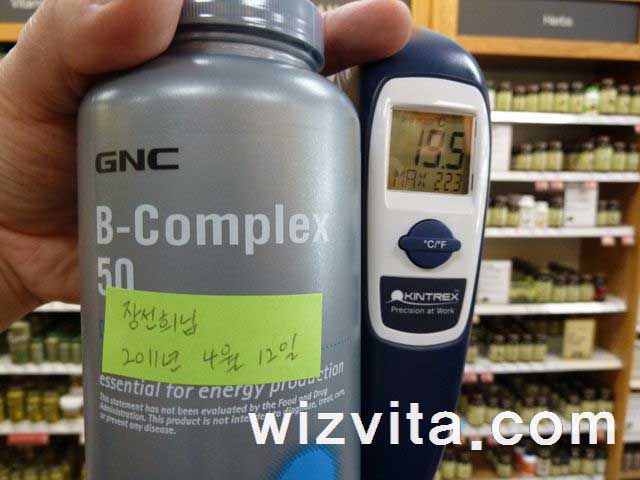 Vitam
Herbs
GNC
B-Complex
50
장선희님
2011년 4월 12일
essential for energy production
This statement has not been evaluated by the Food and Drug
Administration. This product is not intended to diagnose, treat, cure,
or prevent any disease.
°C
19.5
MAX 22.3
°C/°F
KINTREX
Precision at Work
wizvita.com